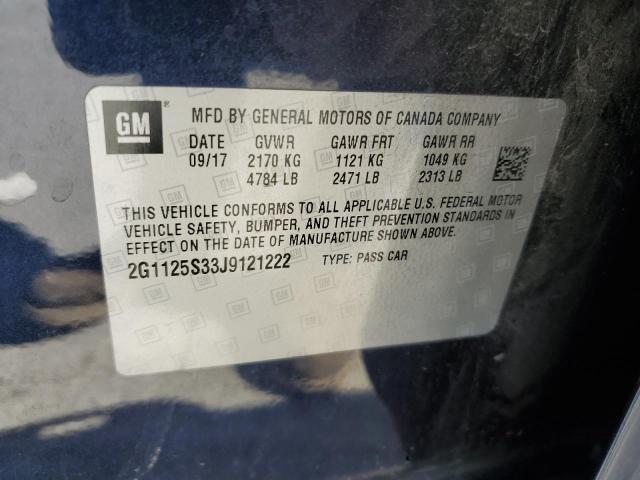 GM
MFD BY GENERAL MOTORS OF CANADA COMPANY
DATE GVWR GAWR FRT GAWR RR
09/17 2170 KG 1121 KG 1049 KG
4784 LB 2471 LB 2313 LB
THIS VEHICLE CONFORMS TO ALL APPLICABLE U.S. FEDERAL MOTOR
VEHICLE SAFETY, BUMPER, AND THEFT PREVENTION STANDARDS IN
EFFECT ON THE DATE OF MANUFACTURE SHOWN ABOVE.
2G1125S33J9121222 TYPE: PASS CAR